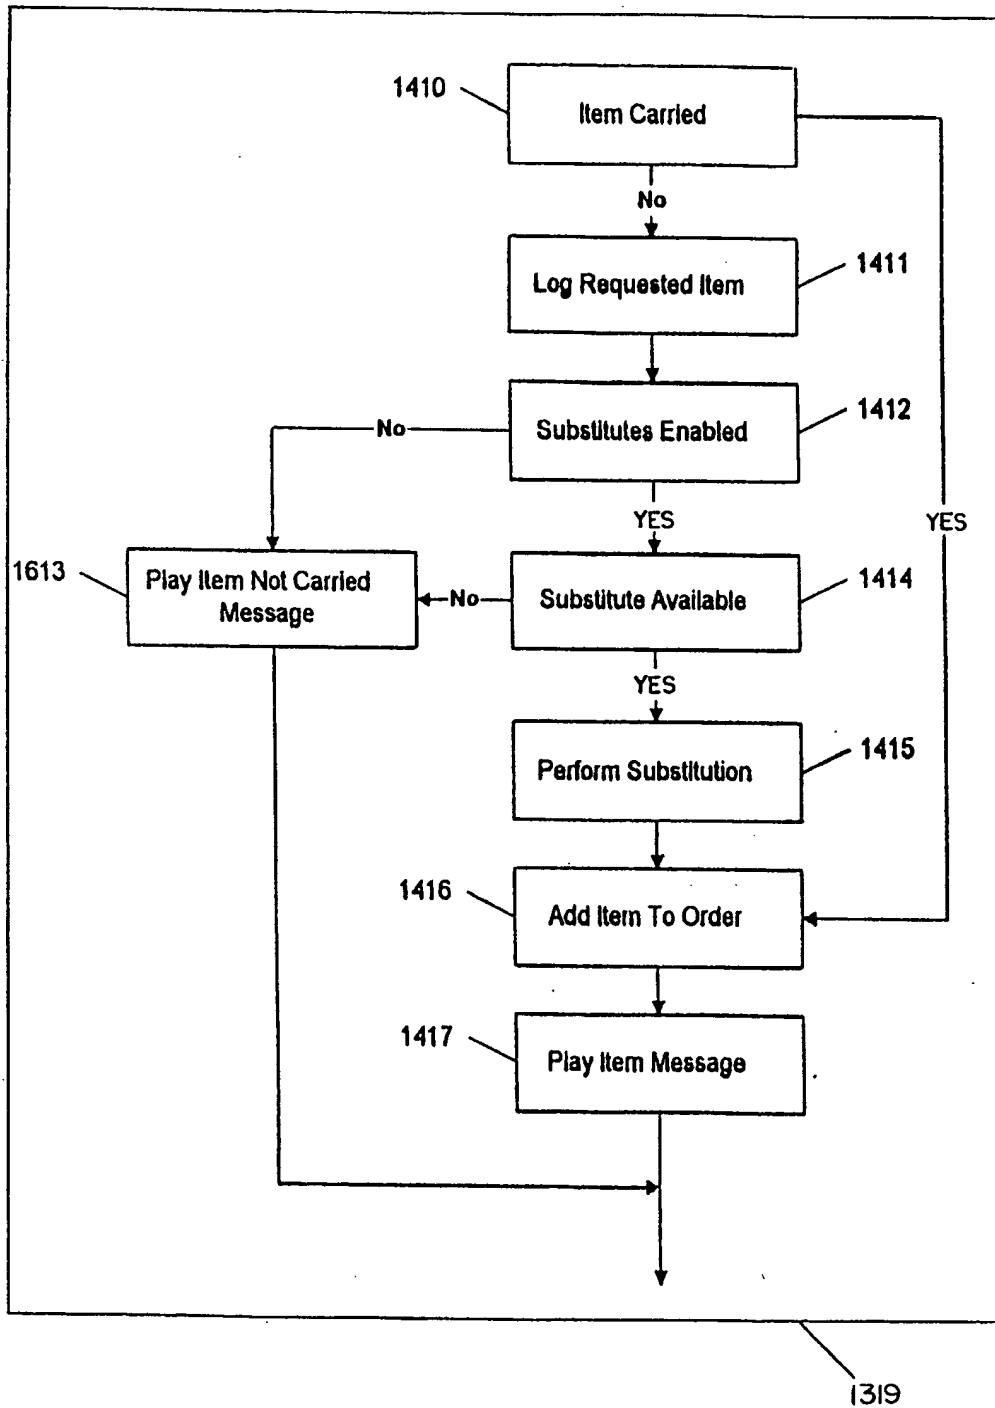 1410
Item Carried
No
Log Requested Item
1411
Substitutes Enabled
1412
No
YES
YES
1613
Play Item Not Carried
Message
No
Substitute Available
1414
YES
Perform Substitution
1415
1416
Add Item To Order
1417
Play Item Message
1319